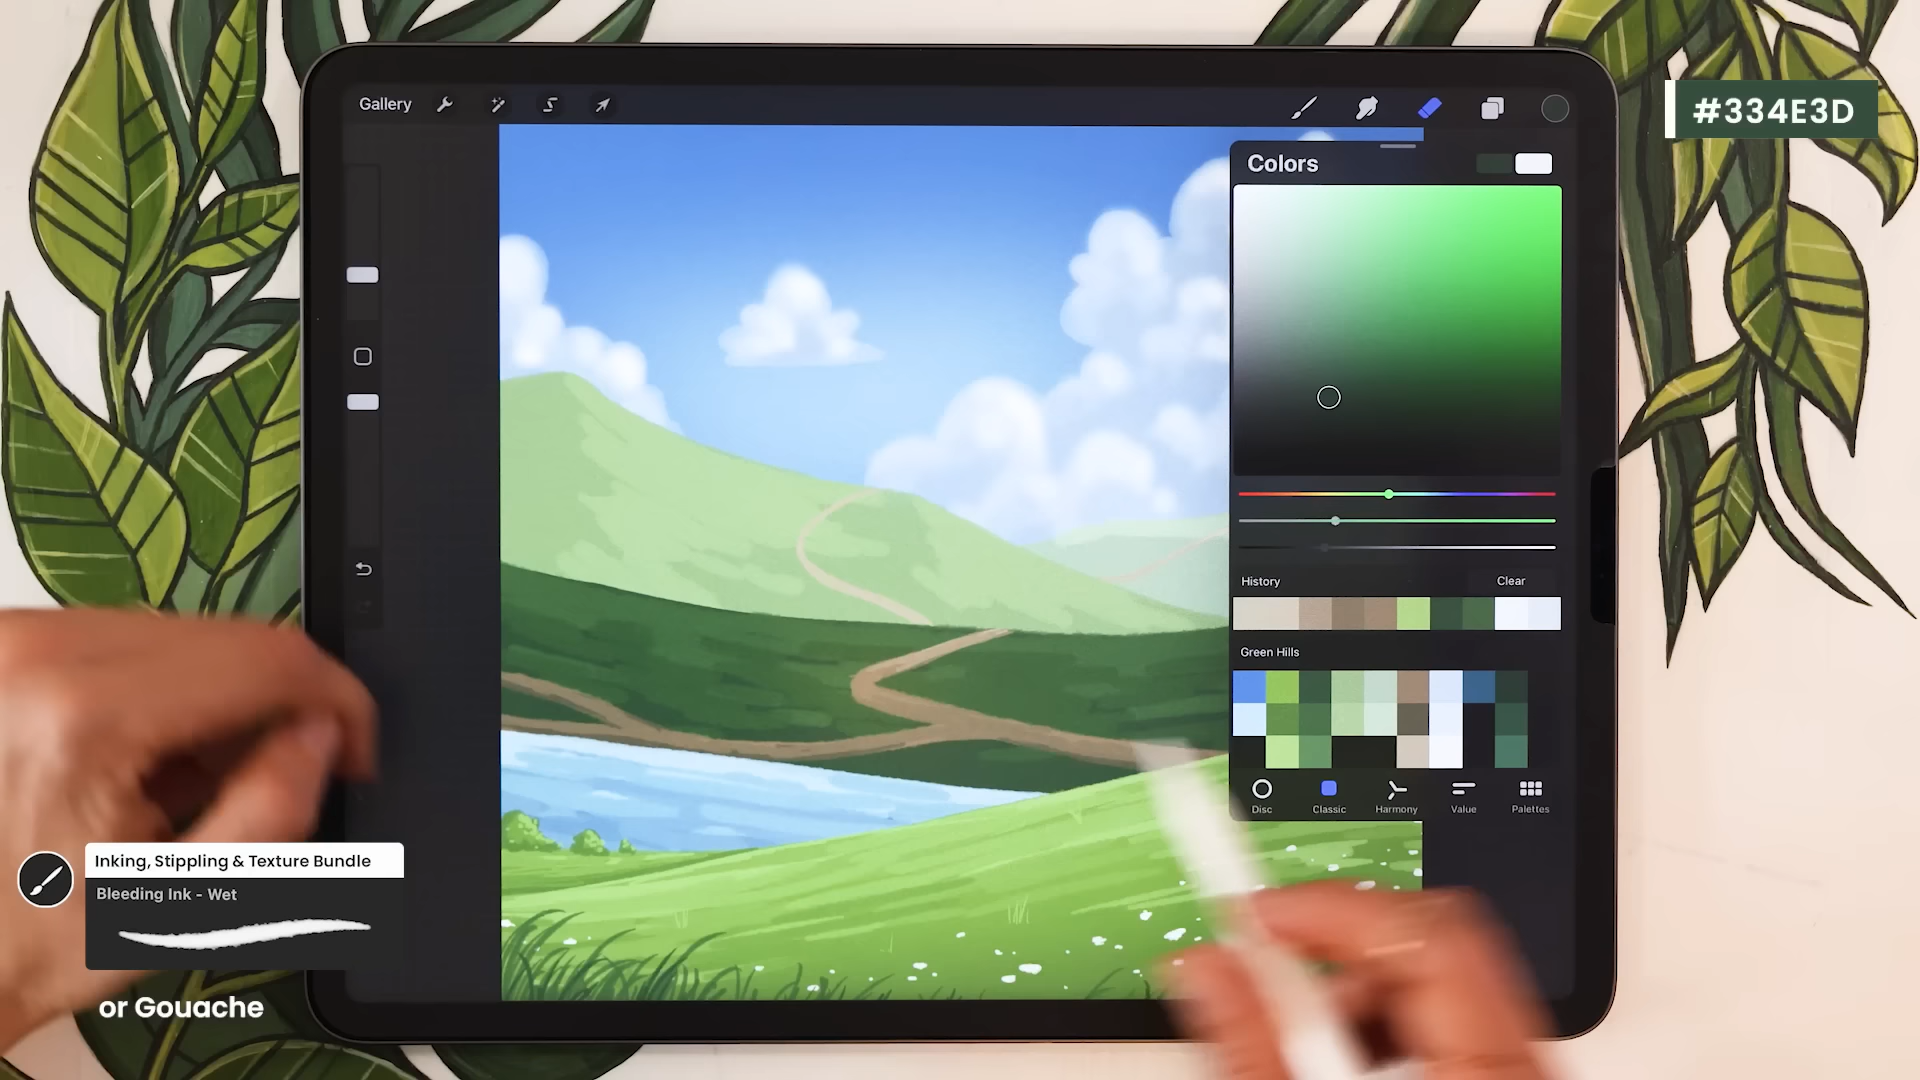 Gallery
#334E3D
Colors
History
Clear
Green Hills
Disc
Classic
Harmony
Value
Palettes
Inking, Stippling & Texture Bundle
Bleeding Ink - Wet
or Gouache